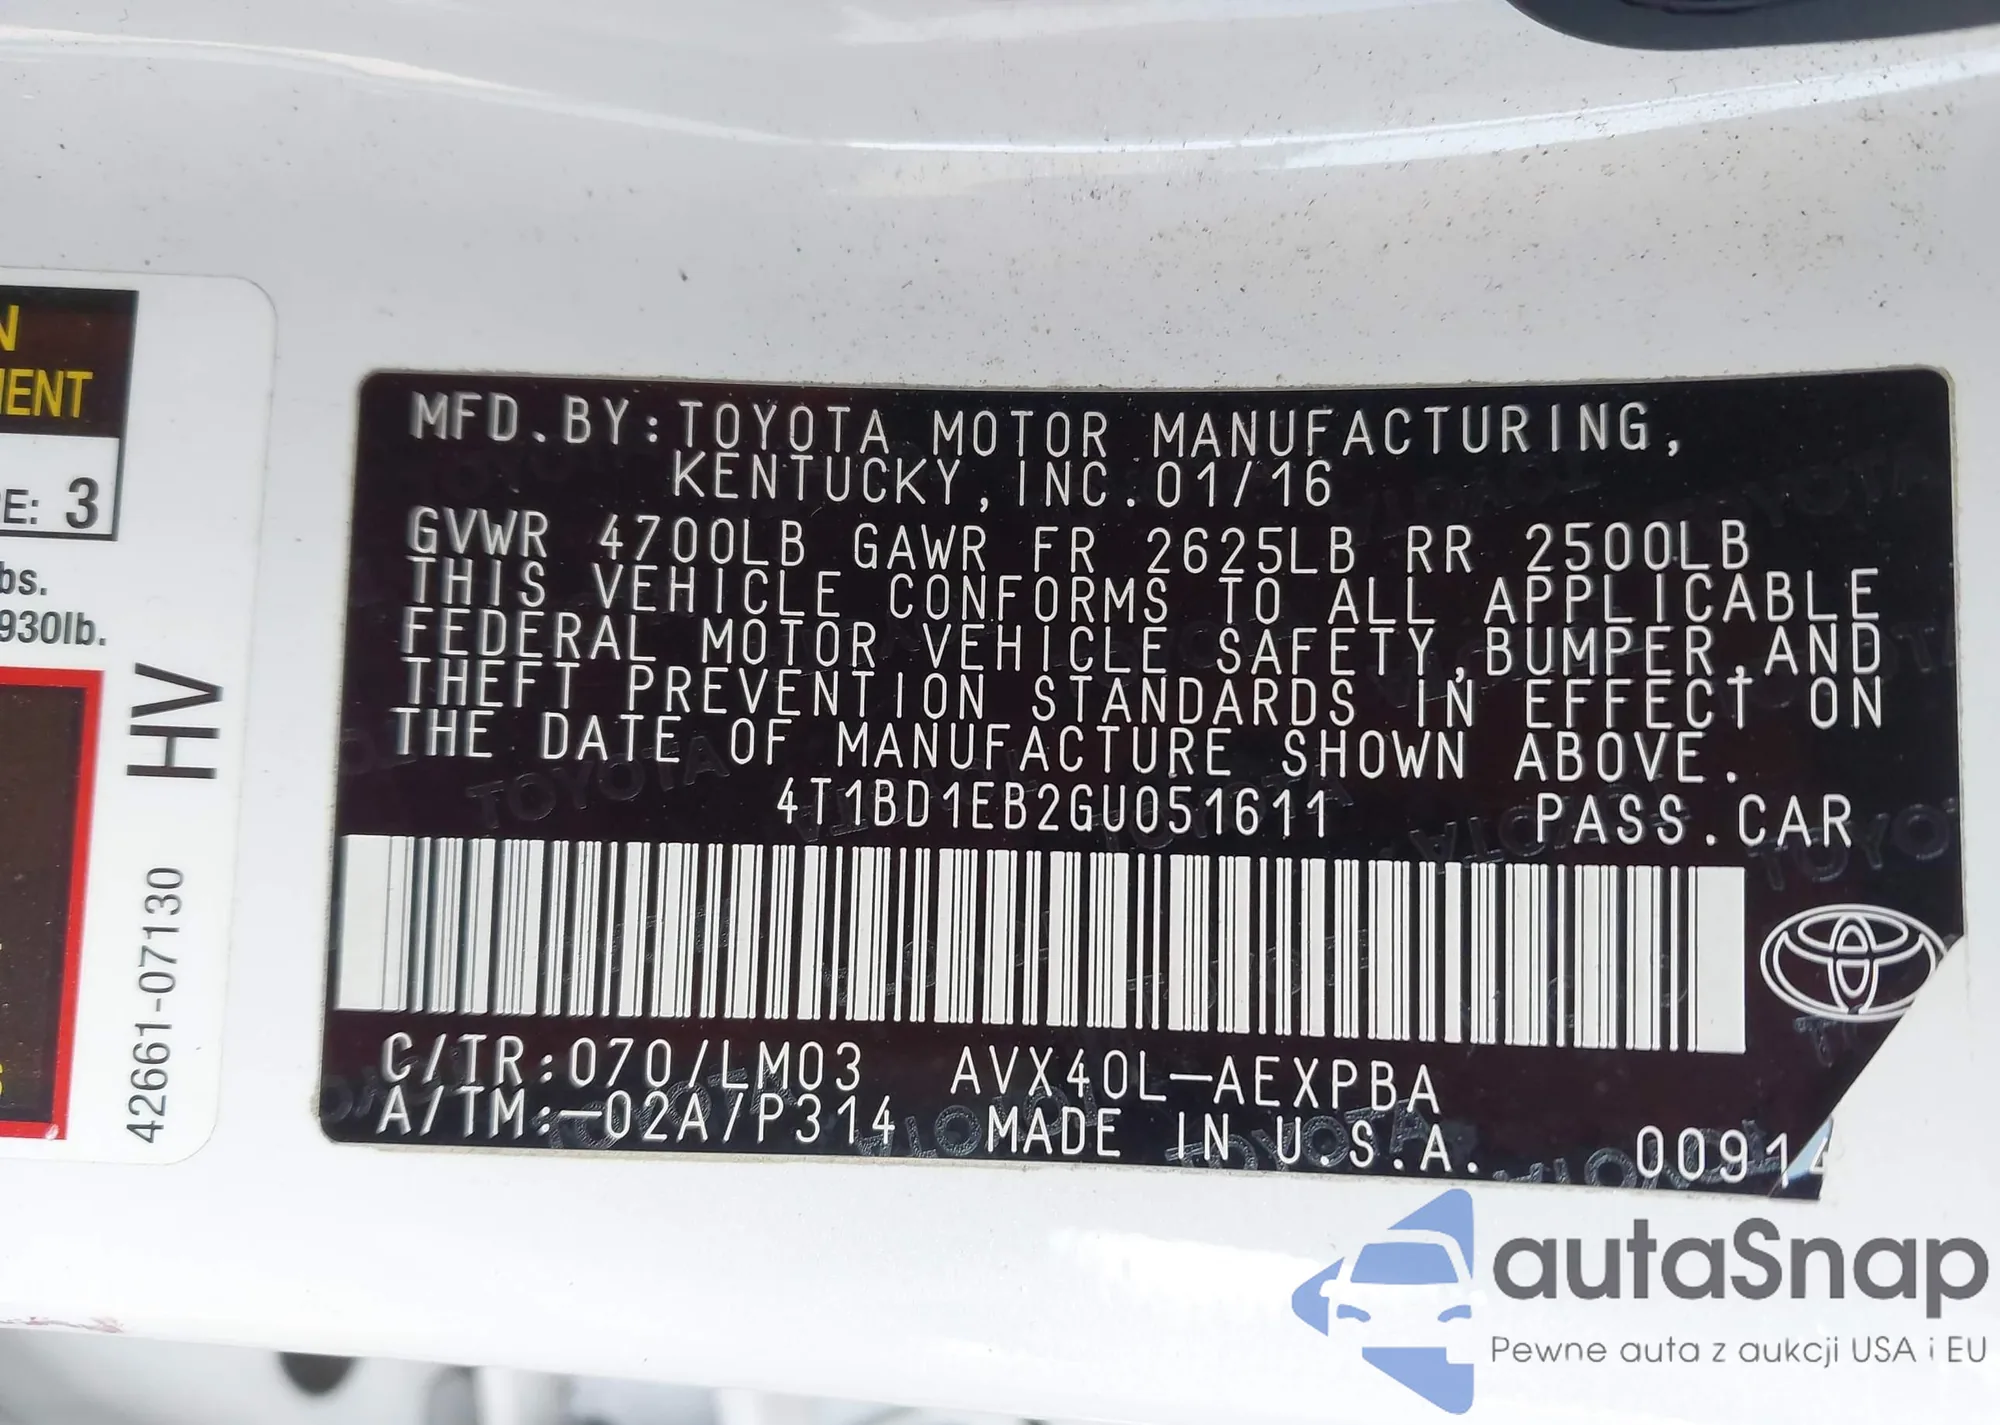 N
MENT
E: 3
bs.
930lb.
HV
42661-07130
MFD.BY:TOYOTA MOTOR MANUFACTURING,
KENTUCKY,INC.01/16
GVWR 4700LB GAWR FR 2625LB RR 2500LB
THIS VEHICLE CONFORMS TO ALL APPLICABLE
FEDERAL MOTOR VEHICLE SAFETY,BUMPER,AND
THEFT PREVENTION STANDARDS IN EFFECT ON
THE DATE OF MANUFACTURE SHOWN ABOVE.
4T1BD1EB2GU051611 PASS.CAR
C/TR:070/LM03 AVX40L-AEXPBA
A/TM:-02A/P314 MADE IN U.S.A. 00914
autaSnap
Pewne auta z aukcji USA i EU